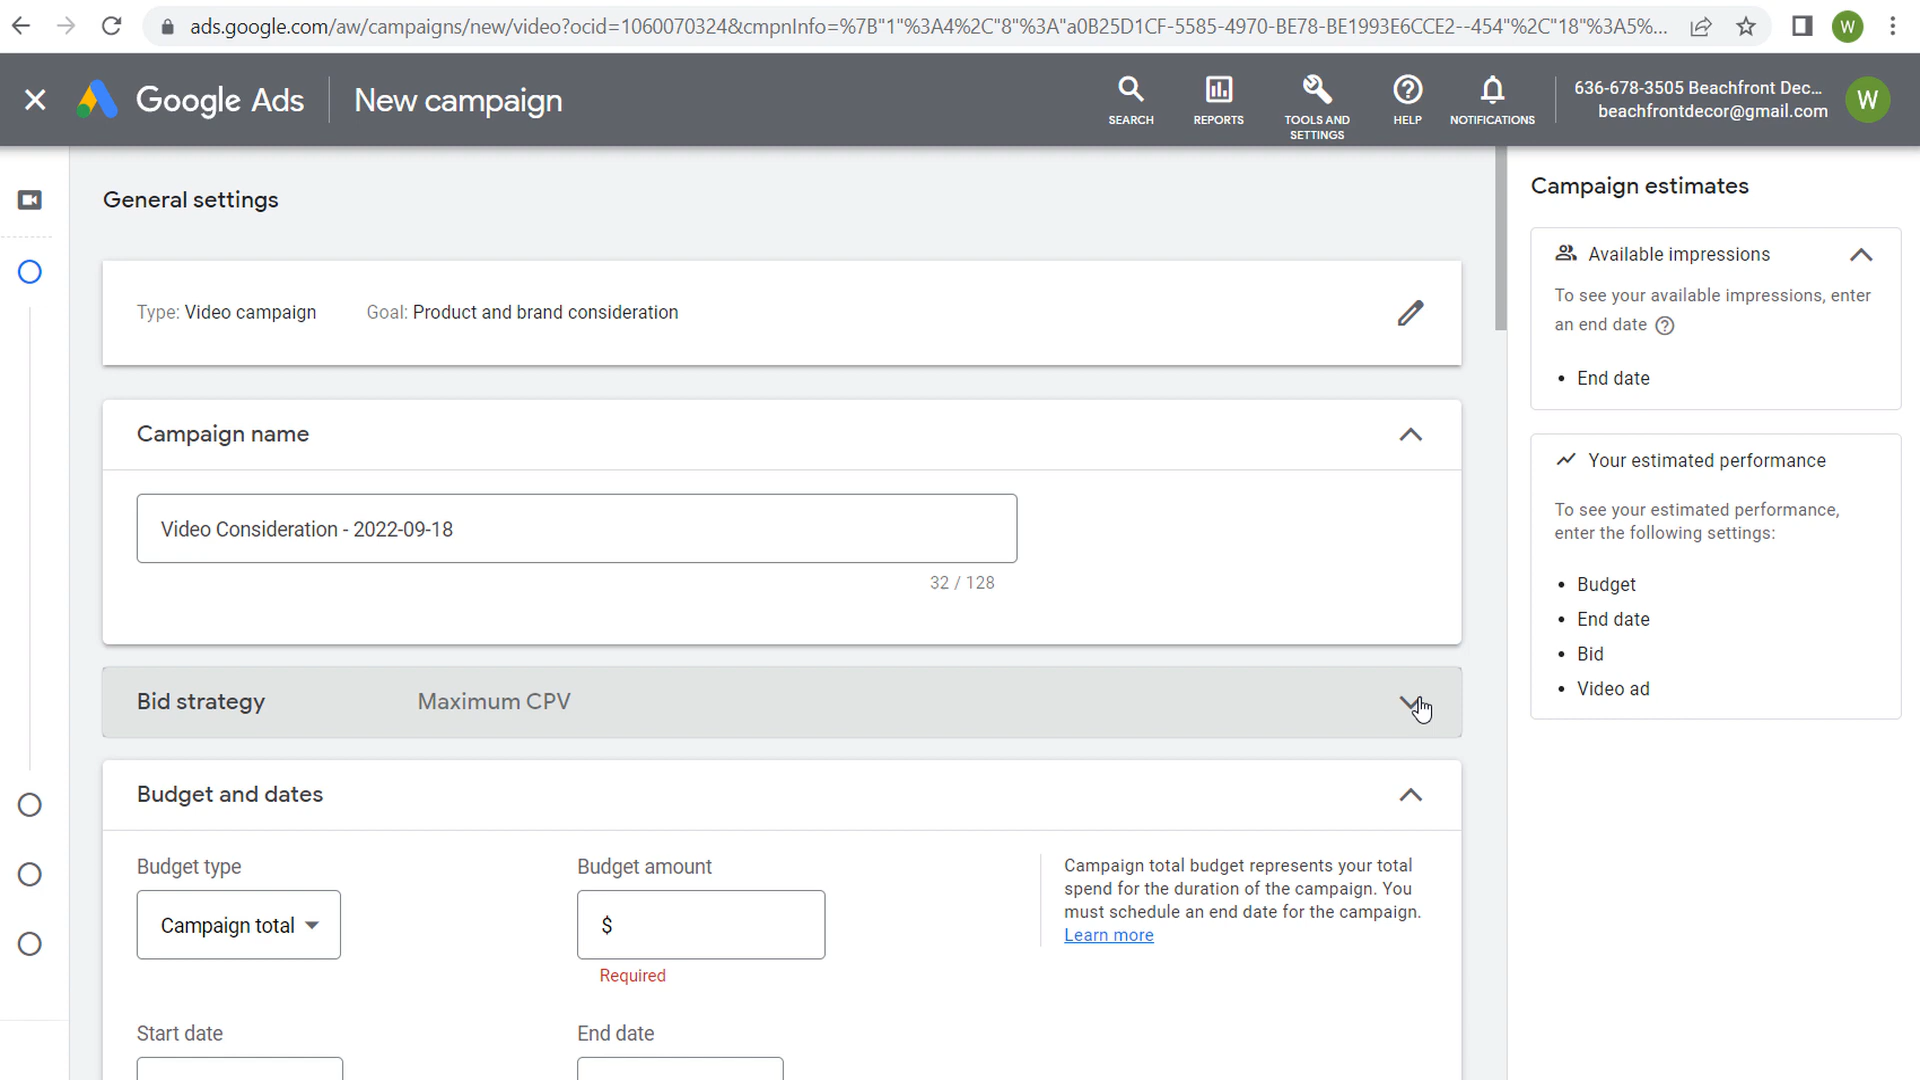 ads.google.com/aw/campaigns/new/video?ocid=1060070324&cmpnInfo=%7B"1"%3A4%2C"8"%3A"a0B25D1CF-5585-4970-BE78-BE1993E6CCE2--454"%2C"18"%3A5%...
W
Google Ads
New campaign
SEARCH
REPORTS
TOOLS AND
SETTINGS
HELP
NOTIFICATIONS
636-678-3505 Beachfront Dec...
beachfrontdecor@gmail.com
W
General settings
Type: Video campaign
Goal: Product and brand consideration
Campaign name
Video Consideration - 2022-09-18
32 / 128
Bid strategy
Maximum CPV
Budget and dates
Budget type
Campaign total
Budget amount
$
Required
Campaign total budget represents your total
spend for the duration of the campaign. You
must schedule an end date for the campaign.
Learn more
Start date
End date
Campaign estimates
Available impressions
To see your available impressions, enter
an end date
• End date
Your estimated performance
To see your estimated performance,
enter the following settings:
• Budget
• End date
• Bid
• Video ad